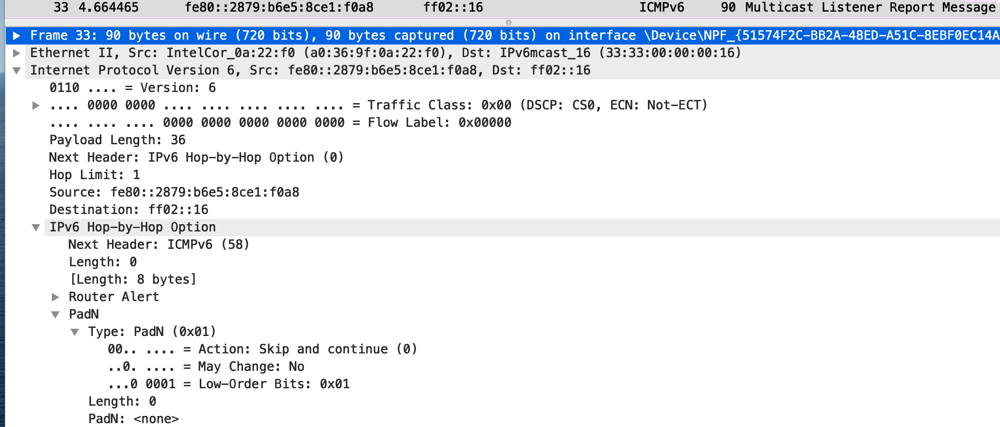 33 4.664465 fe80::2879:b6e5:8ce1:f0a8 ff02::16 ICMPv6 90 Multicast Listener Report Message
Frame 33: 90 bytes on wire (720 bits), 90 bytes captured (720 bits) on interface \Device\NPF_{51574F2C-BB2A-48ED-A51C-8EBF0EC14A
Ethernet II, Src: IntelCor_0a:22:f0 (a0:36:9f:0a:22:f0), Dst: IPv6mcast_16 (33:33:00:00:00:16)
Internet Protocol Version 6, Src: fe80::2879:b6e5:8ce1:f0a8, Dst: ff02::16
0110 .... = Version: 6
.... 0000 0000 .... .... .... .... .... = Traffic Class: 0x00 (DSCP: CS0, ECN: Not-ECT)
.... .... .... 0000 0000 0000 0000 0000 = Flow Label: 0x00000
Payload Length: 36
Next Header: IPv6 Hop-by-Hop Option (0)
Hop Limit: 1
Source: fe80::2879:b6e5:8ce1:f0a8
Destination: ff02::16
IPv6 Hop-by-Hop Option
Next Header: ICMPv6 (58)
Length: 0
[Length: 8 bytes]
Router Alert
PadN
Type: PadN (0x01)
00.. .... = Action: Skip and continue (0)
..0. .... = May Change: No
...0 0001 = Low-Order Bits: 0x01
Length: 0
PadN: <none>